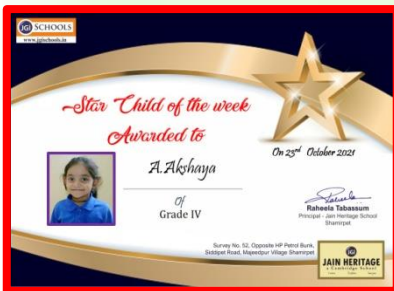 JGI SCHOOLS
www.jgischools.in
Star Child of the week
Awarded to
A.Akshaya
On 23rd October 2021
Of
Grade IV
Raheela Tabassum
Principal - Jain Heritage School
Shamirpet
Survey No. 52, Opposite HP Petrol Bunk,
Siddipet Road, Majeedpur Village Shamirpet
JGI
JAIN HERITAGE
a Cambridge School